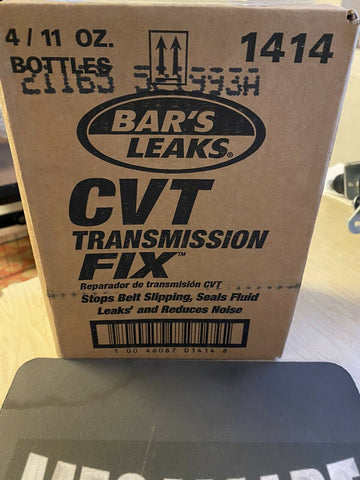 4 / 11 OZ. 1414
BOTTLES
BAR'S
LEAKS®
CVT
TRANSMISSION
FIX™
Reparador de transmisión CVT
Stops Belt Slipping, Seals Fluid
Leaks' and Reduces Noise
1 00 46087 01414 8